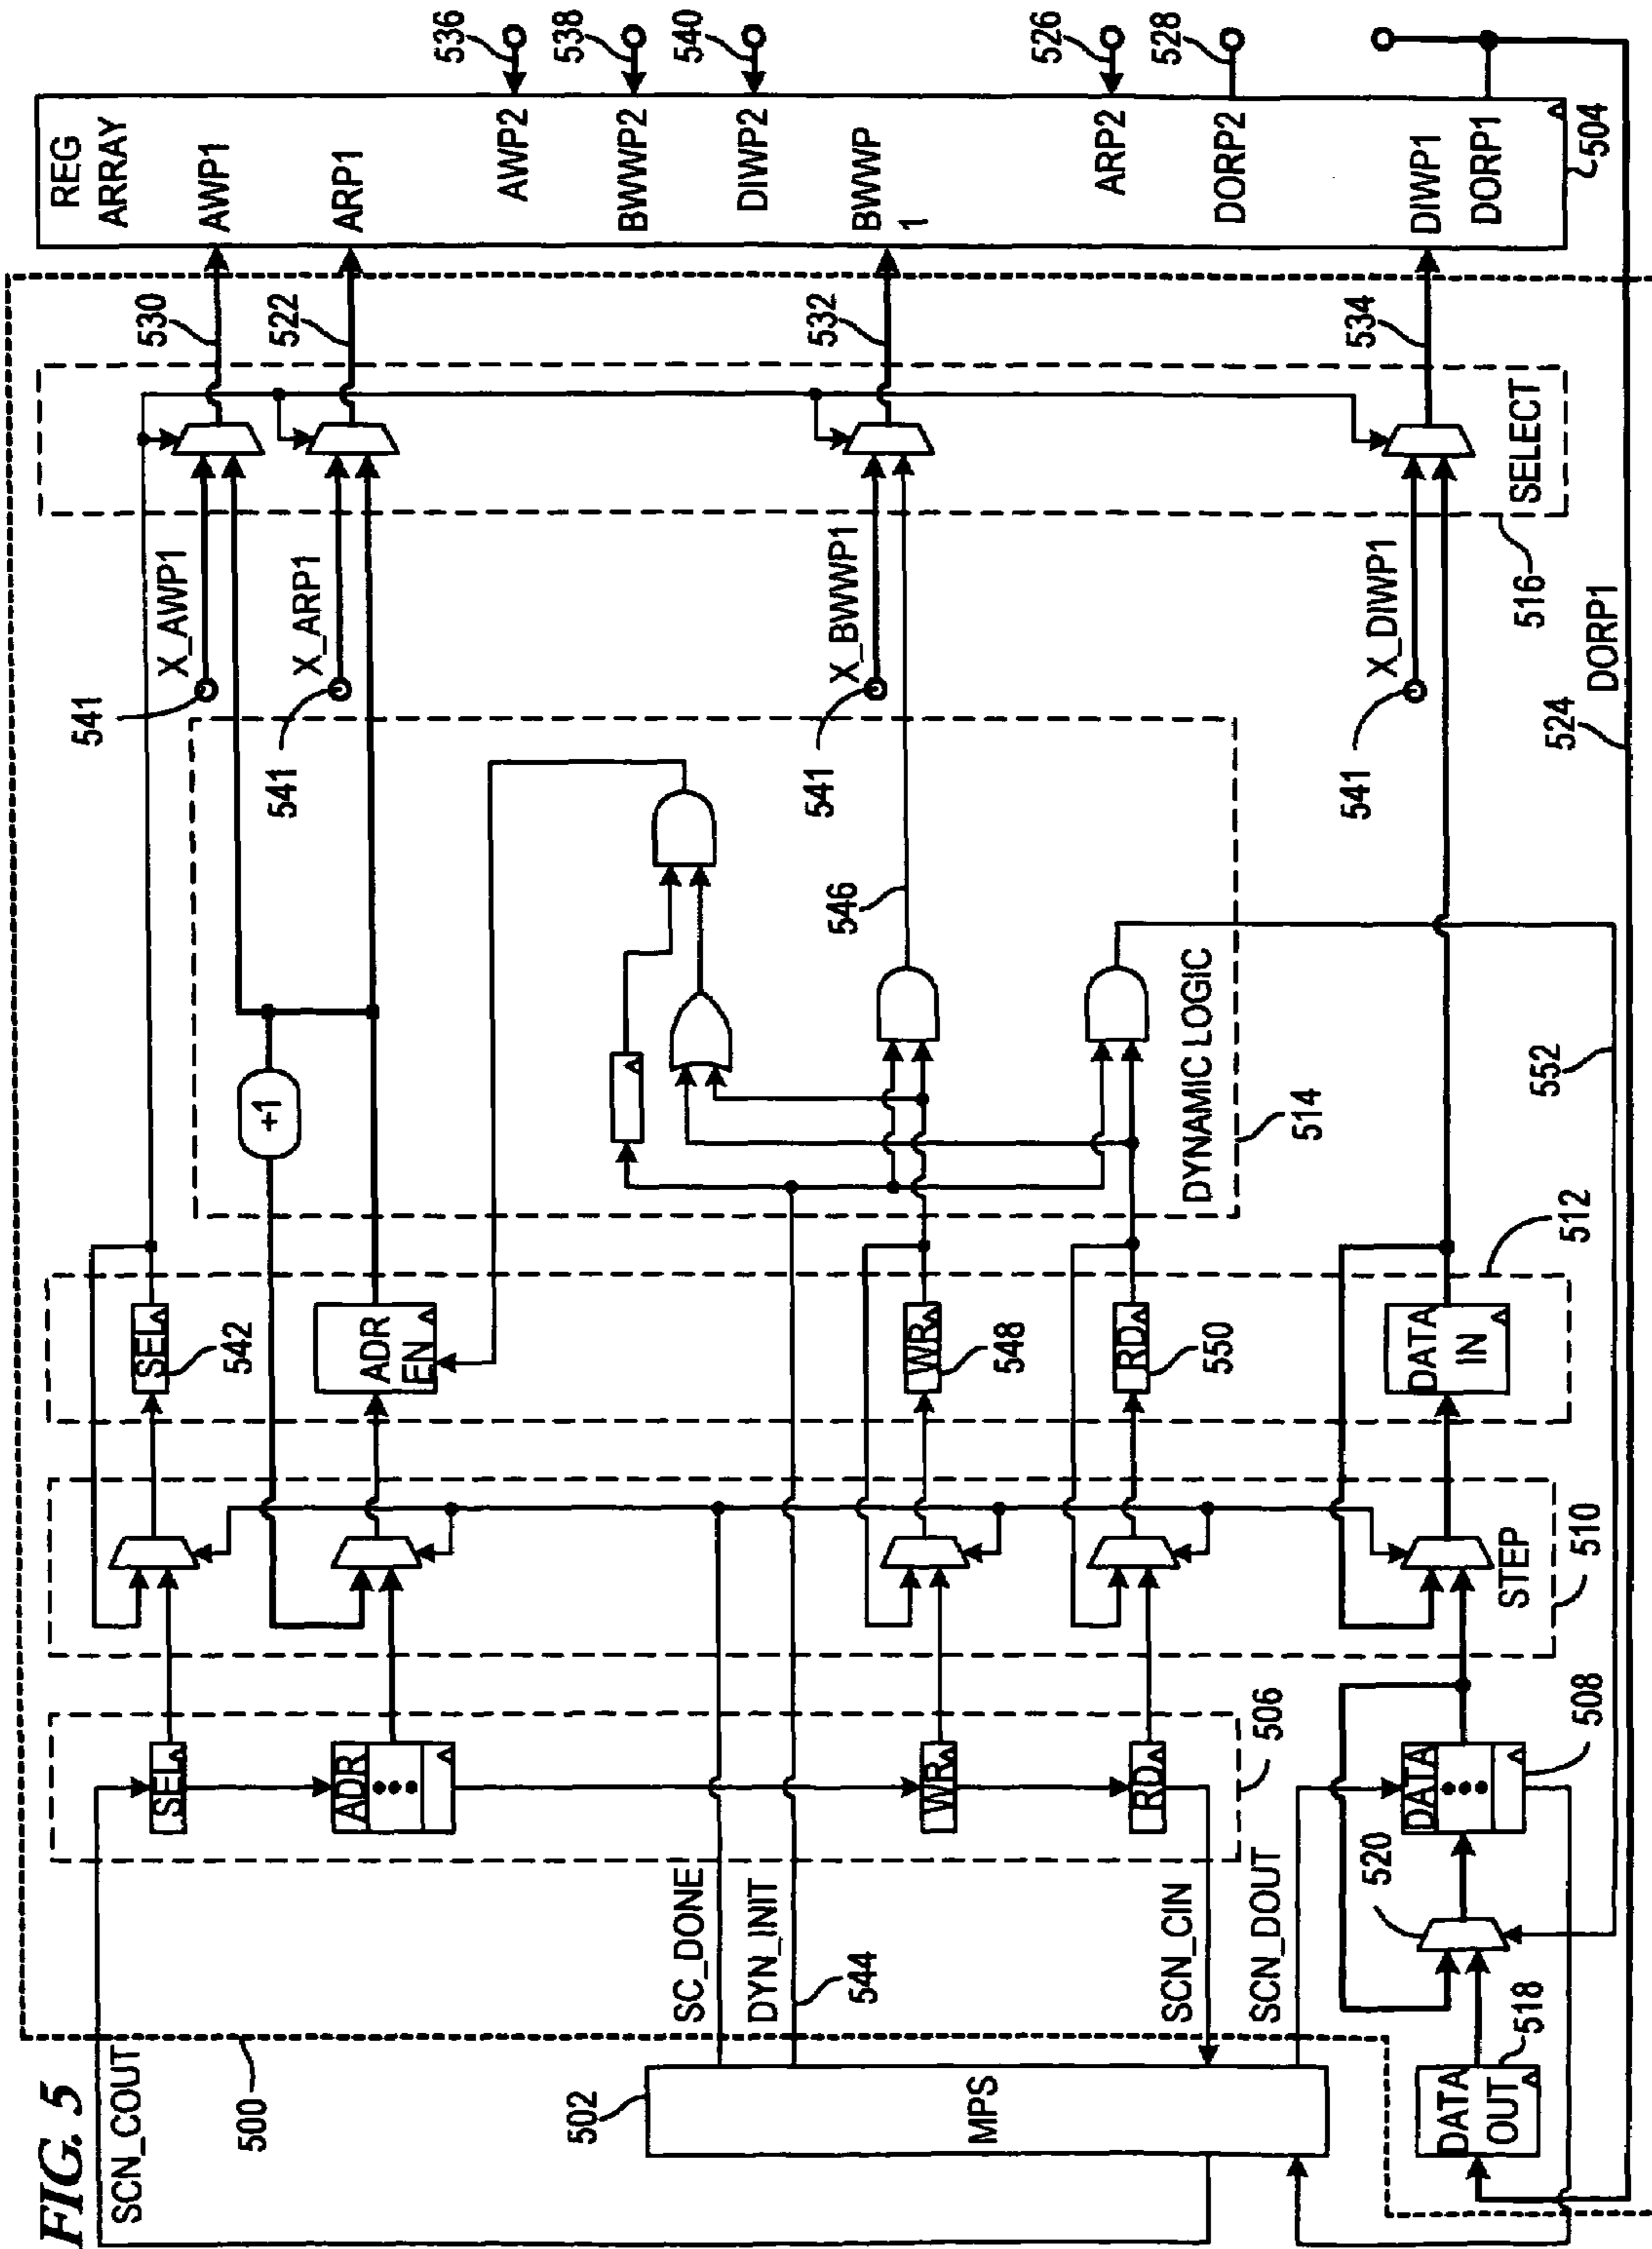 FIG. 5
SCN_COUT
500
502
MPS
SC_DONE
DYN_INIT
544
SCN_CIN
SCN_DOUT
DATA
OUT
518
520
DATA
508
SEL
ADR
WR
RD
506
STEP
510
SEL
542
ADR
EN
WR
548
RD
550
DATA
IN
512
+1
DYNAMIC LOGIC
514
546
552
541
X_AWP1
541
X_ARP1
541
X_BWWP1
541
X_DIWP1
524
DORP1
SELECT
516
530
522
532
534
REG
ARRAY
AWP1
ARP1
AWP2
BWWP2
DIWP2
BWWP
1
ARP2
DORP2
DIWP1
DORP1
504
536
538
540
526
528